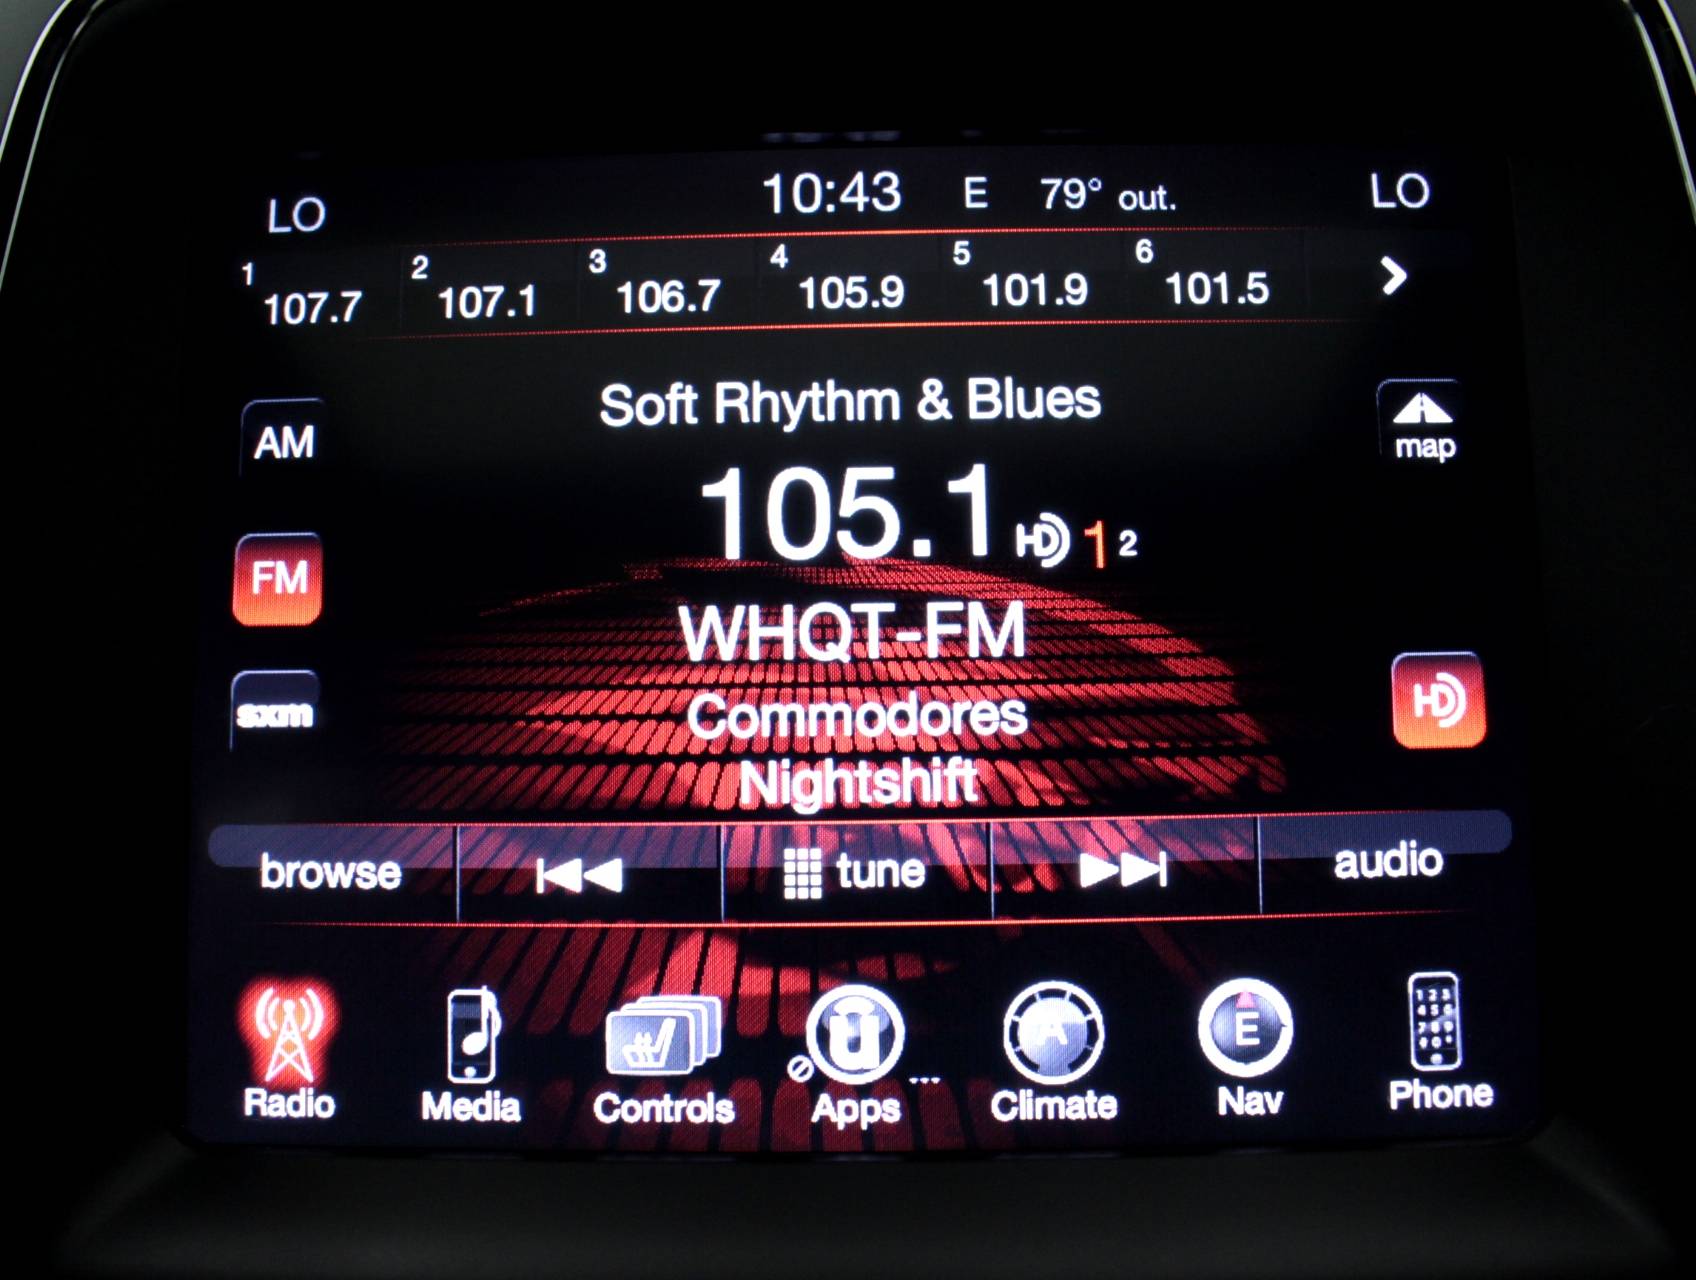 LO 10:43 E 79° out. LO
1 107.7 2 107.1 3 106.7 4 105.9 5 101.9 6 101.5
Soft Rhythm & Blues
AM
map
105.1 HD 1 2
FM
WHQT-FM
sxm
HD
Commodores
Nightshift
browse tune audio
A E
Radio Media Controls Apps Climate Nav Phone